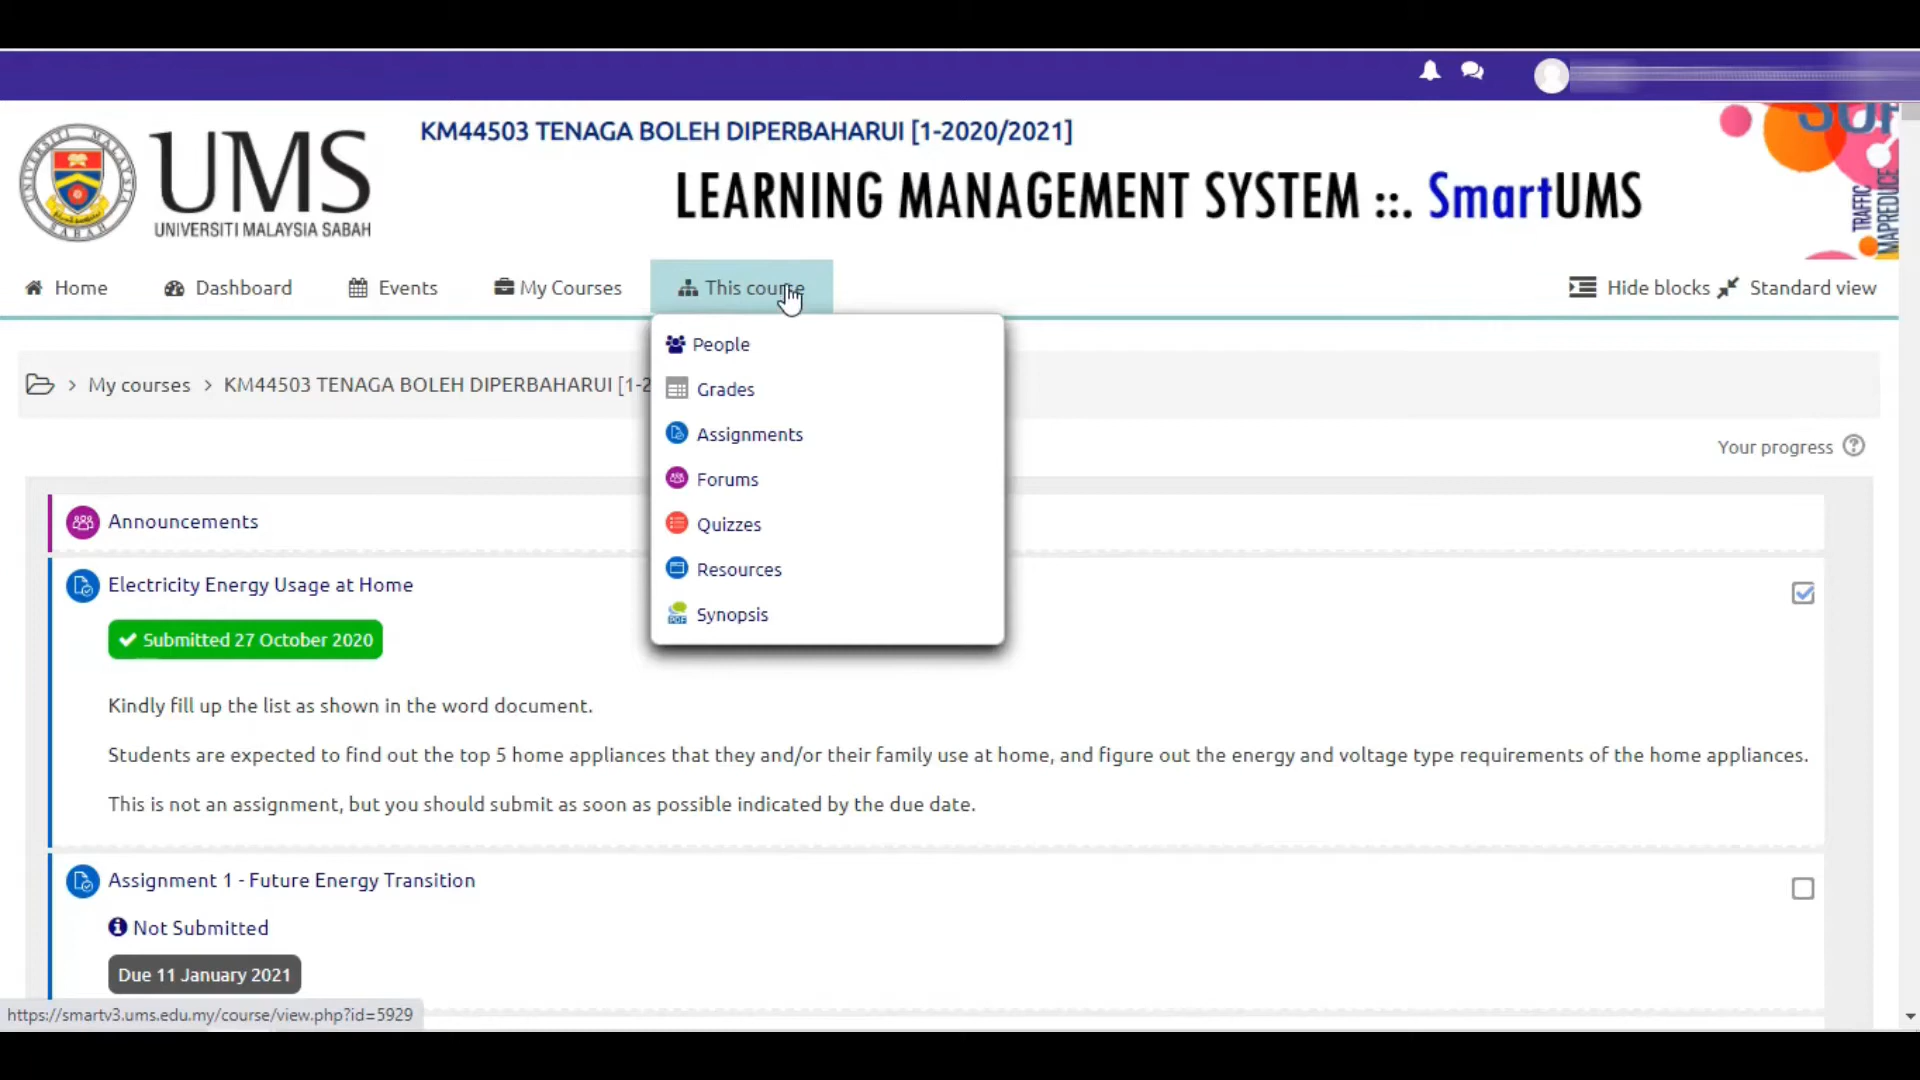 KM44503 TENAGA BOLEH DIPERBAHARUI [1-2020/2021]
UNIVERSITI MALAYSIA SABAH
UMS
UNIVERSITI MALAYSIA SABAH
LEARNING MANAGEMENT SYSTEM ::. SmartUMS
TRAFFIC
MAPREDUCE
Home
Dashboard
Events
My Courses
This course
Hide blocks
Standard view
People
Grades
Assignments
Forums
Quizzes
Resources
Synopsis
> My courses > KM44503 TENAGA BOLEH DIPERBAHARUI [1-2
Your progress
Announcements
Electricity Energy Usage at Home
Submitted 27 October 2020
Kindly fill up the list as shown in the word document.
Students are expected to find out the top 5 home appliances that they and/or their family use at home, and figure out the energy and voltage type requirements of the home appliances.
This is not an assignment, but you should submit as soon as possible indicated by the due date.
Assignment 1 - Future Energy Transition
Not Submitted
Due 11 January 2021
https://smartv3.ums.edu.my/course/view.php?id=5929